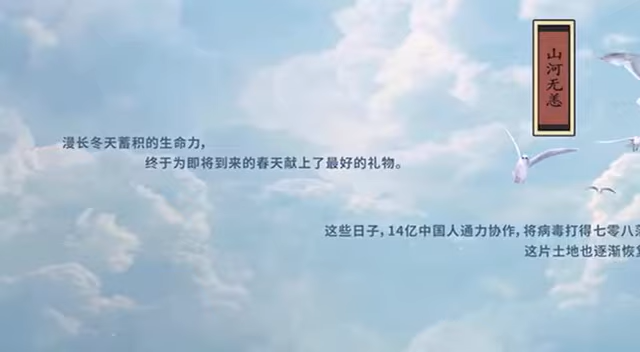 山河无恙
漫长冬天蓄积的生命力，
终于为即将到来的春天献上了最好的礼物。
这些日子，14亿中国人通力协作，将病毒打得七零八落
这片土地也逐渐恢复